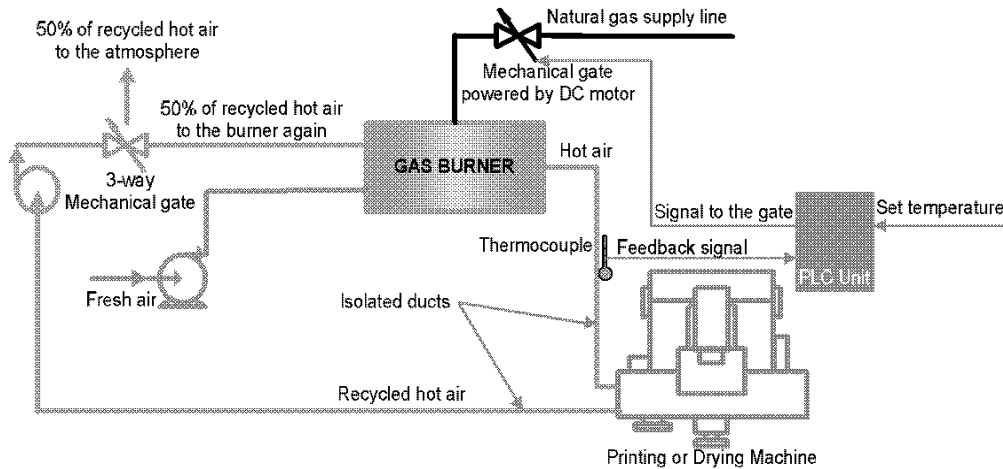 Natural gas supply line
50% of recycled hot air
to the atmosphere
Mechanical gate
powered by DC motor
50% of recycled hot air
to the burner again
GAS BURNER
Hot air
3-way
Mechanical gate
Signal to the gate
Set temperature
Thermocouple
Feedback signal
PLC Unit
Fresh air
Isolated ducts
Recycled hot air
Printing or Drying Machine